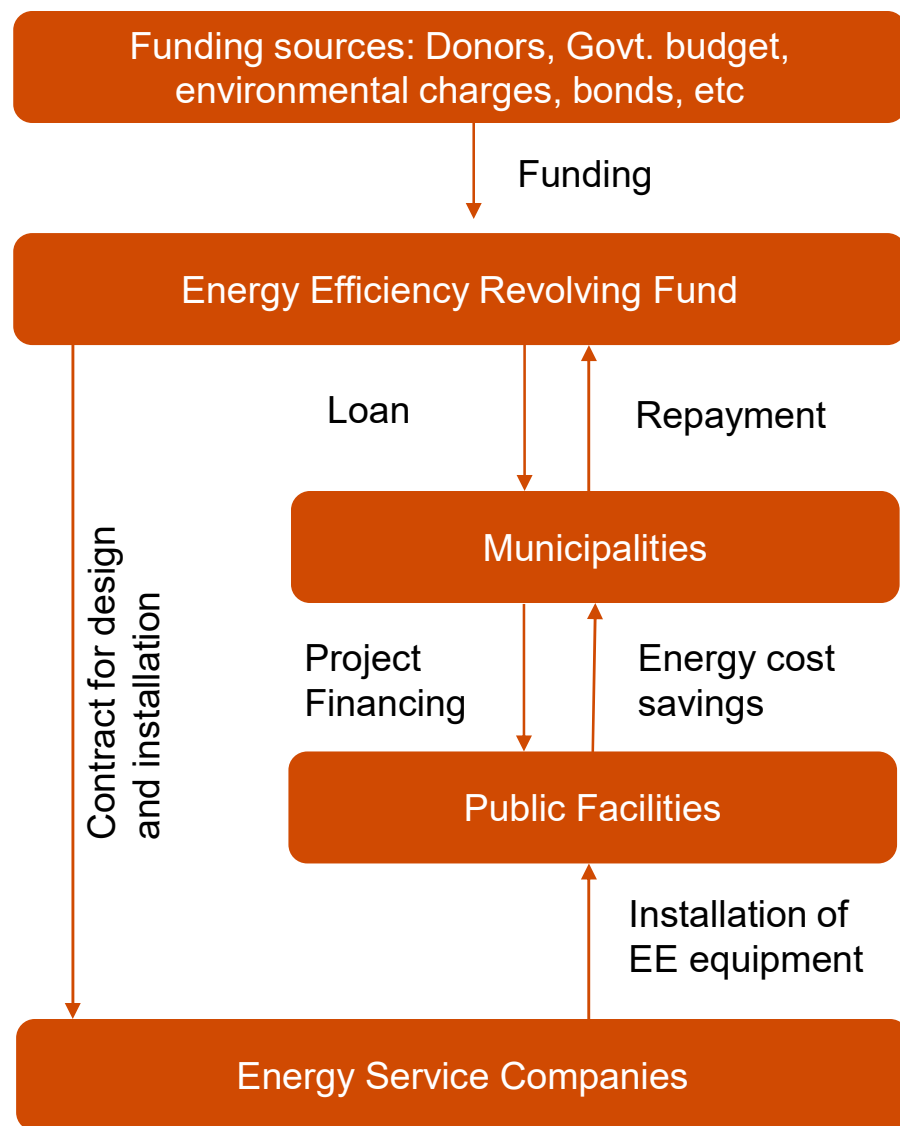 Funding sources: Donors, Govt. budget,
environmental charges, bonds, etc
Funding
Energy Efficiency Revolving Fund
Loan
Repayment
Municipalities
Contract for design
and installation
Project
Financing
Energy cost
savings
Public Facilities
Installation of
EE equipment
Energy Service Companies